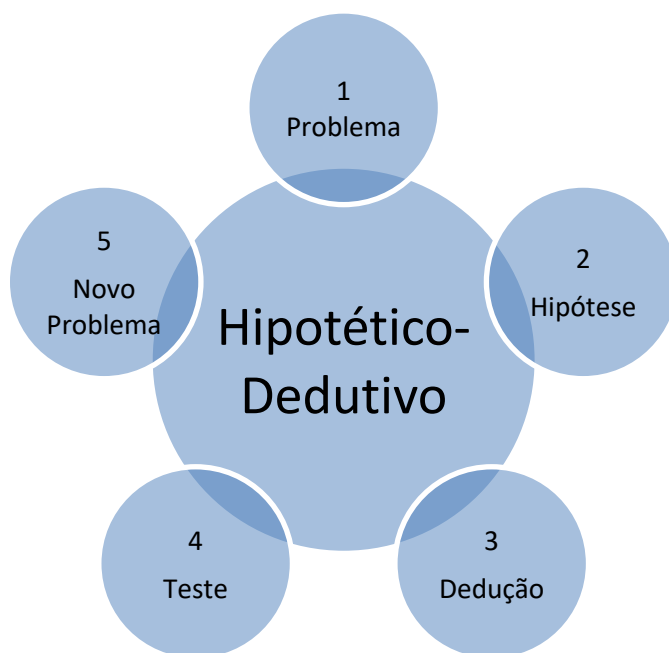 1
Problema
2
Hipótese
3
Dedução
4
Teste
5
Novo
Problema
Hipotético-
Dedutivo